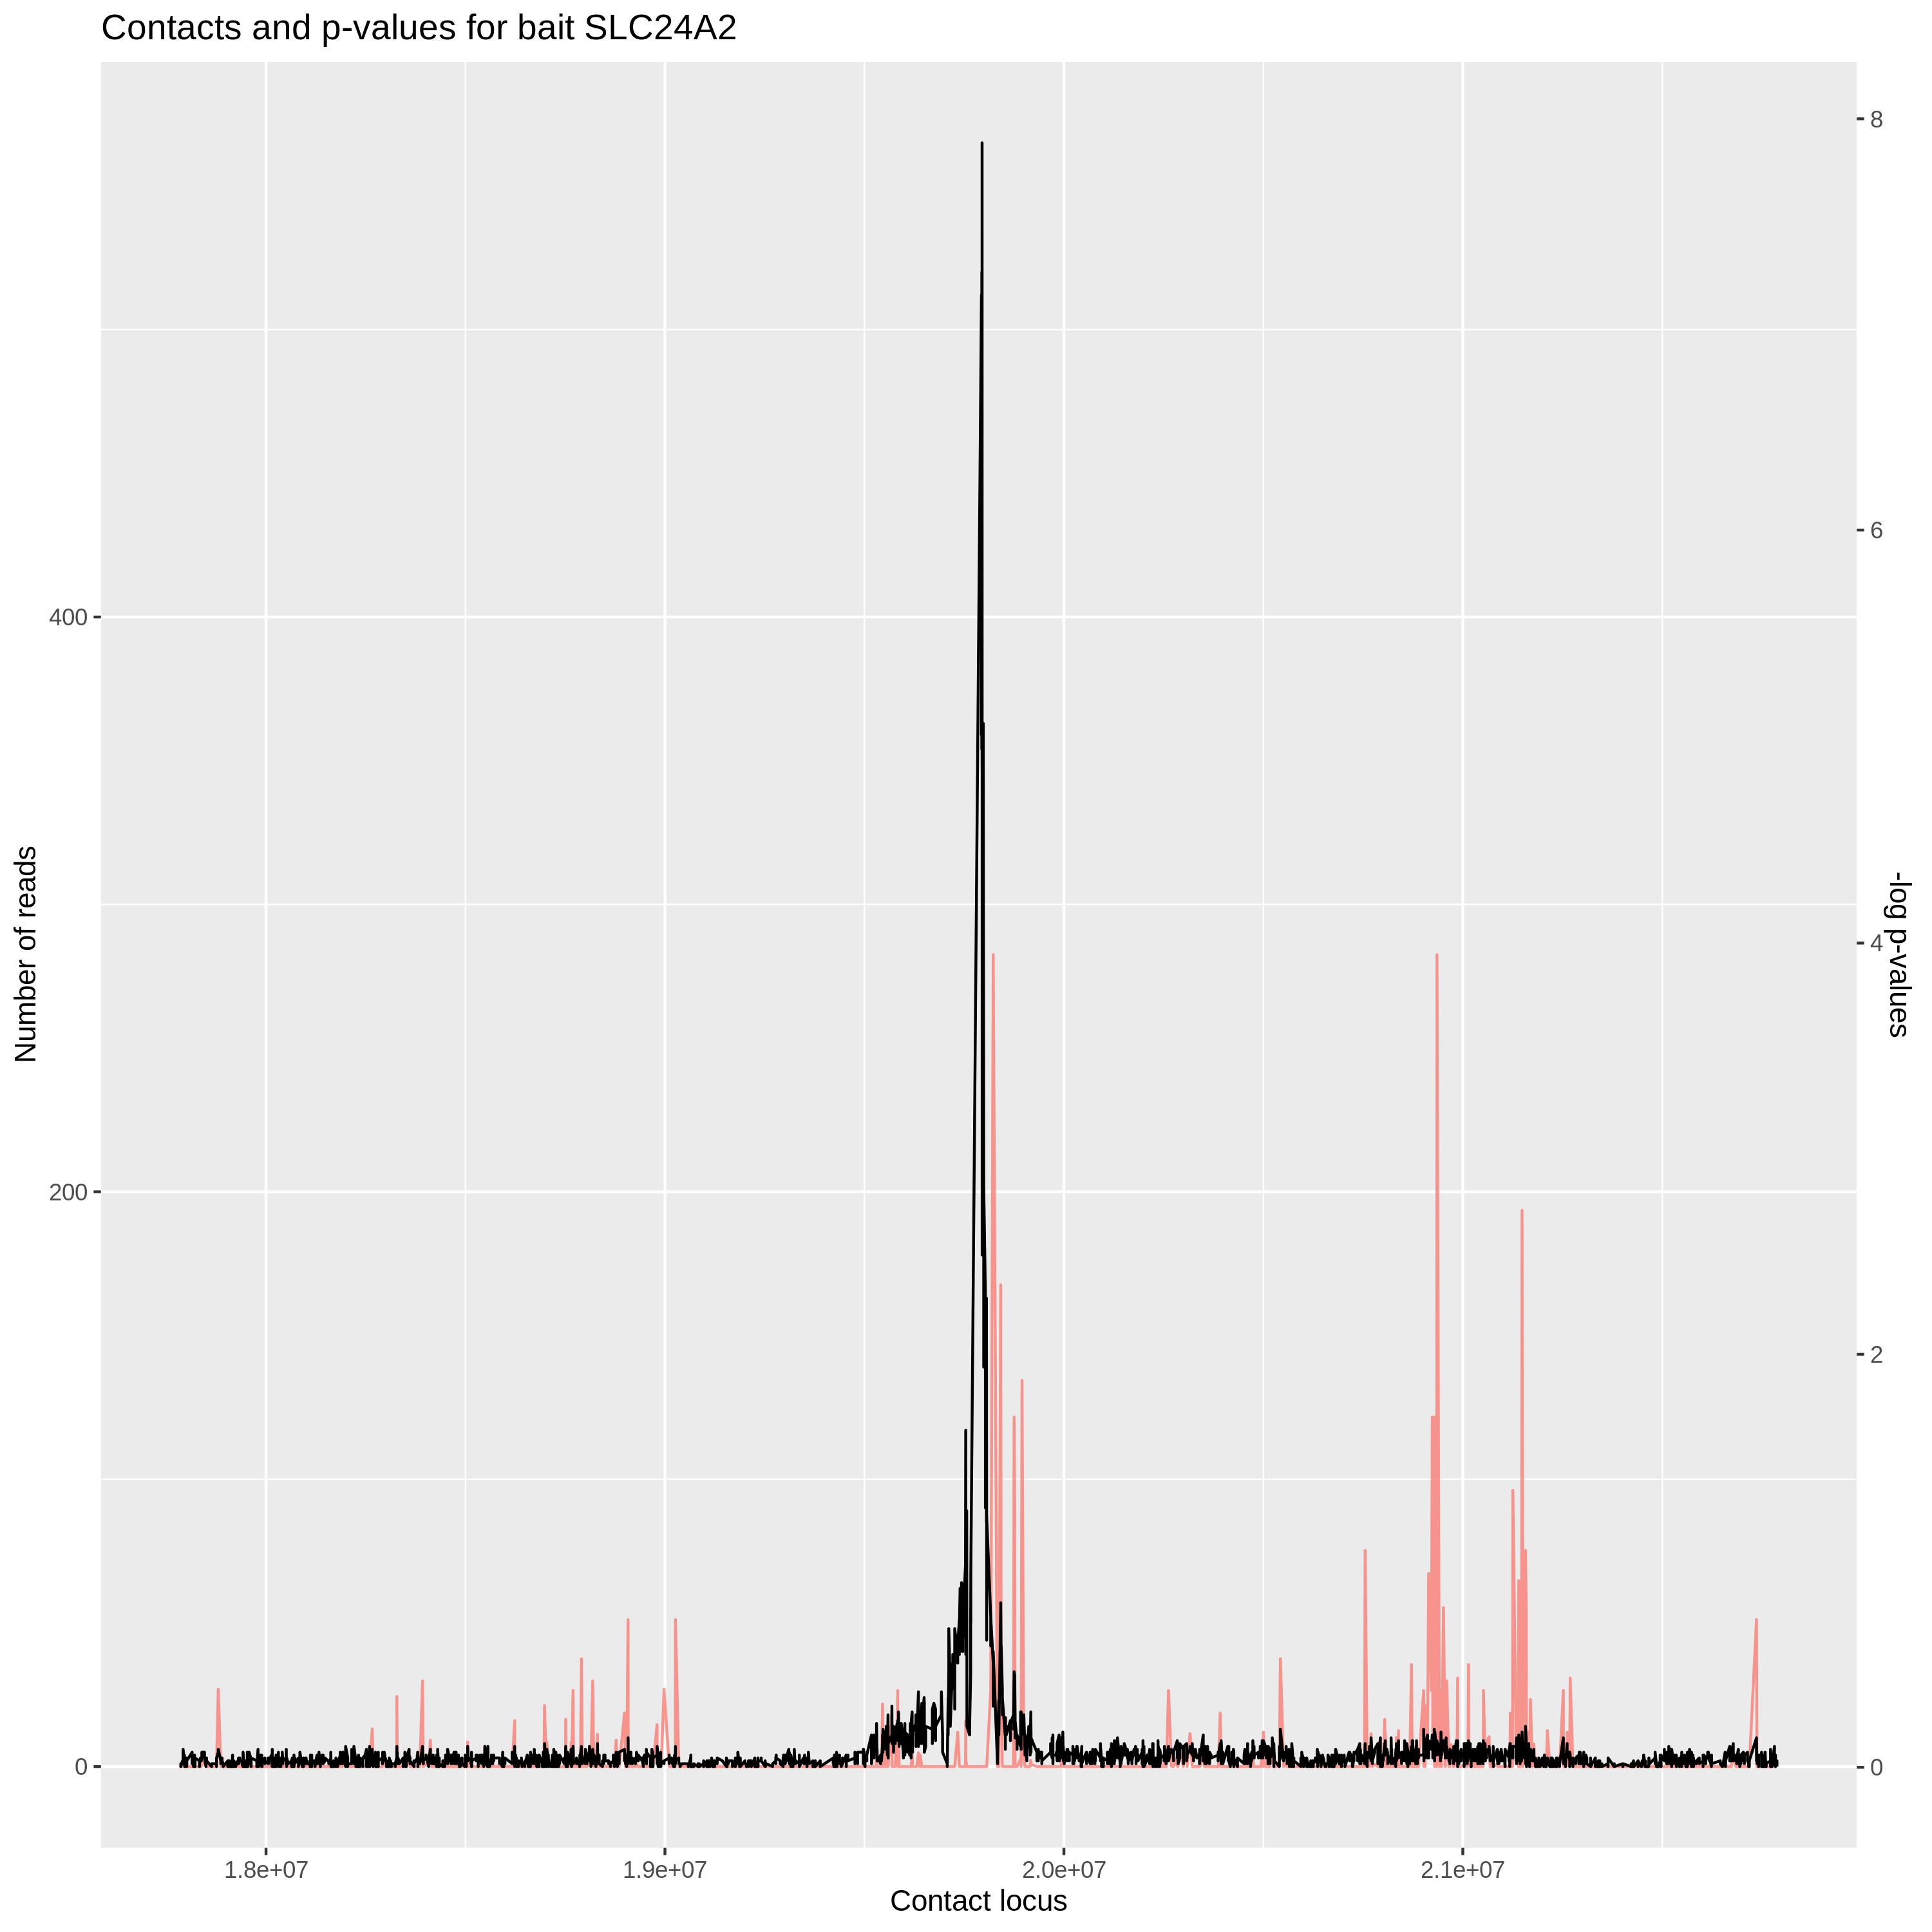 Contacts and p-values for bait SLC24A2
Number of reads
400
200
0
8
6
4
2
0
-log p-values
1.8e+07 1.9e+07 2.0e+07 2.1e+07
Contact locus